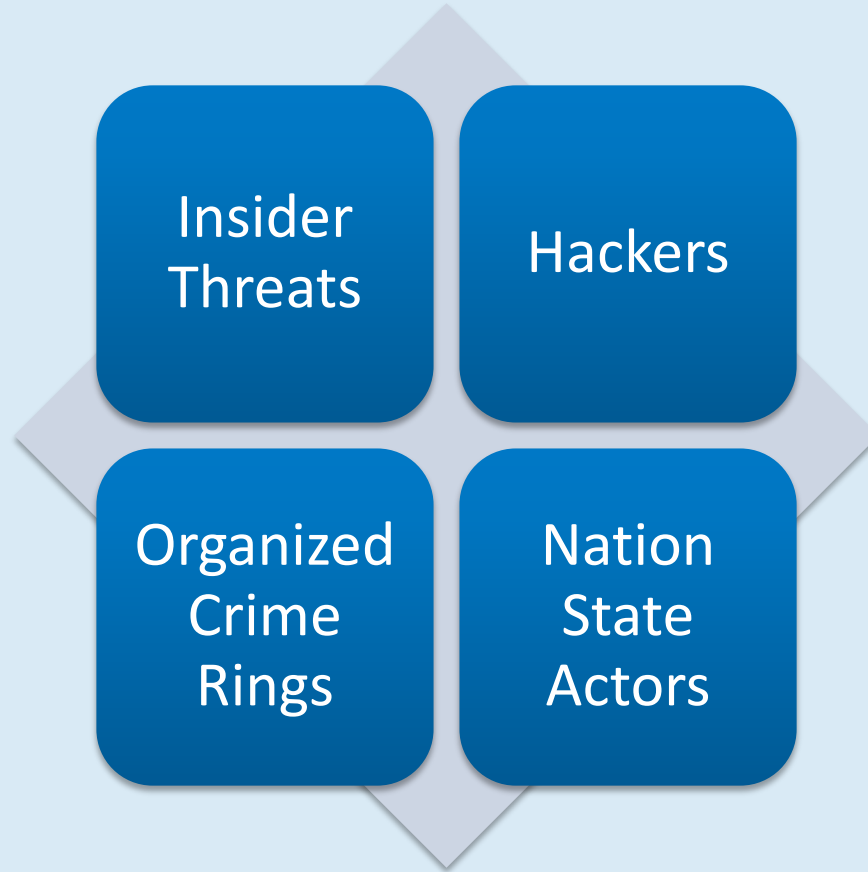 Insider
Threats
Hackers
Organized
Crime
Rings
Nation
State
Actors